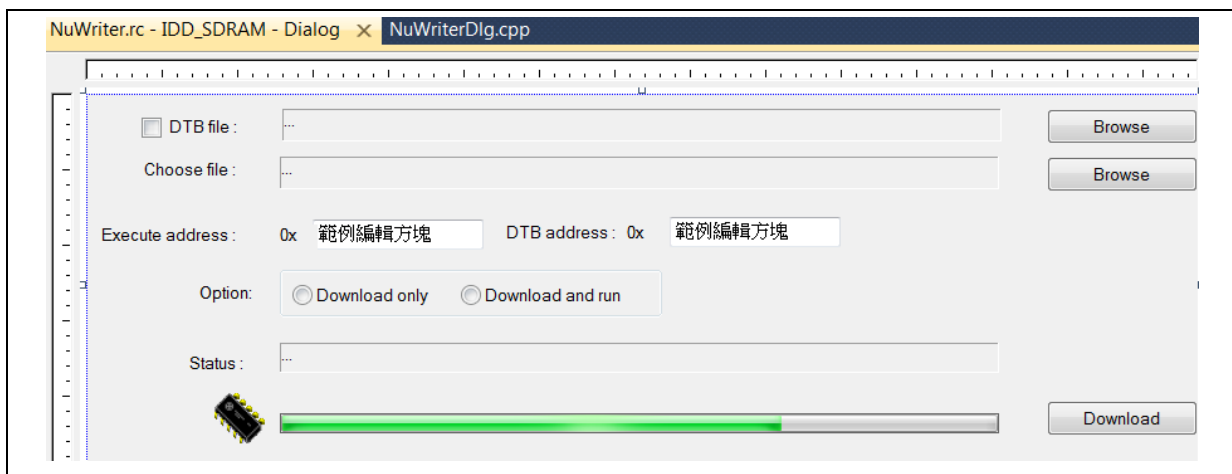 NuWriter.rc - IDD_SDRAM - Dialog NuWriterDlg.cpp
DTB file : ... Browse
Choose file : ... Browse
Execute address : 0x 範例編輯方塊 DTB address : 0x 範例編輯方塊
Option: Download only Download and run
Status : ...
Download